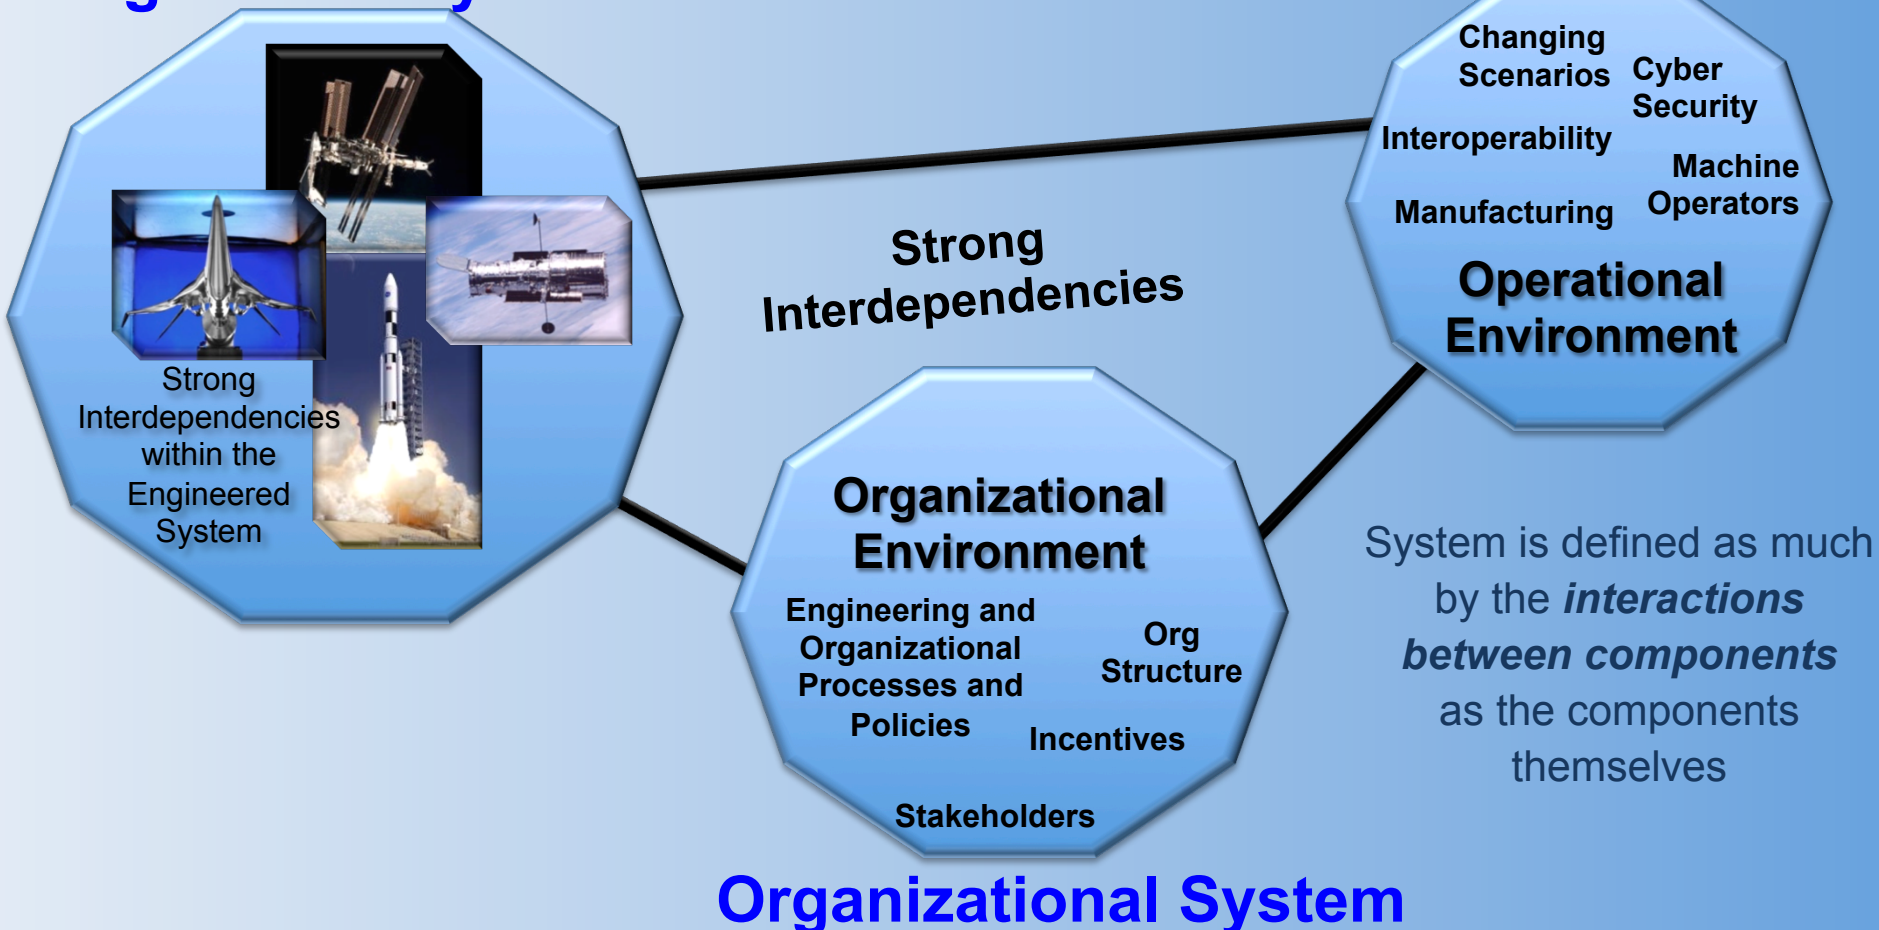 Strong
Interdependencies
within the
Engineered
System
Strong
Interdependencies
Changing
Scenarios
Cyber
Security
Interoperability
Machine
Operators
Manufacturing
Operational
Environment
Organizational
Environment
Engineering and
Organizational
Processes and
Policies
Org
Structure
Incentives
Stakeholders
System is defined as much
by the interactions
between components
as the components
themselves
Organizational System